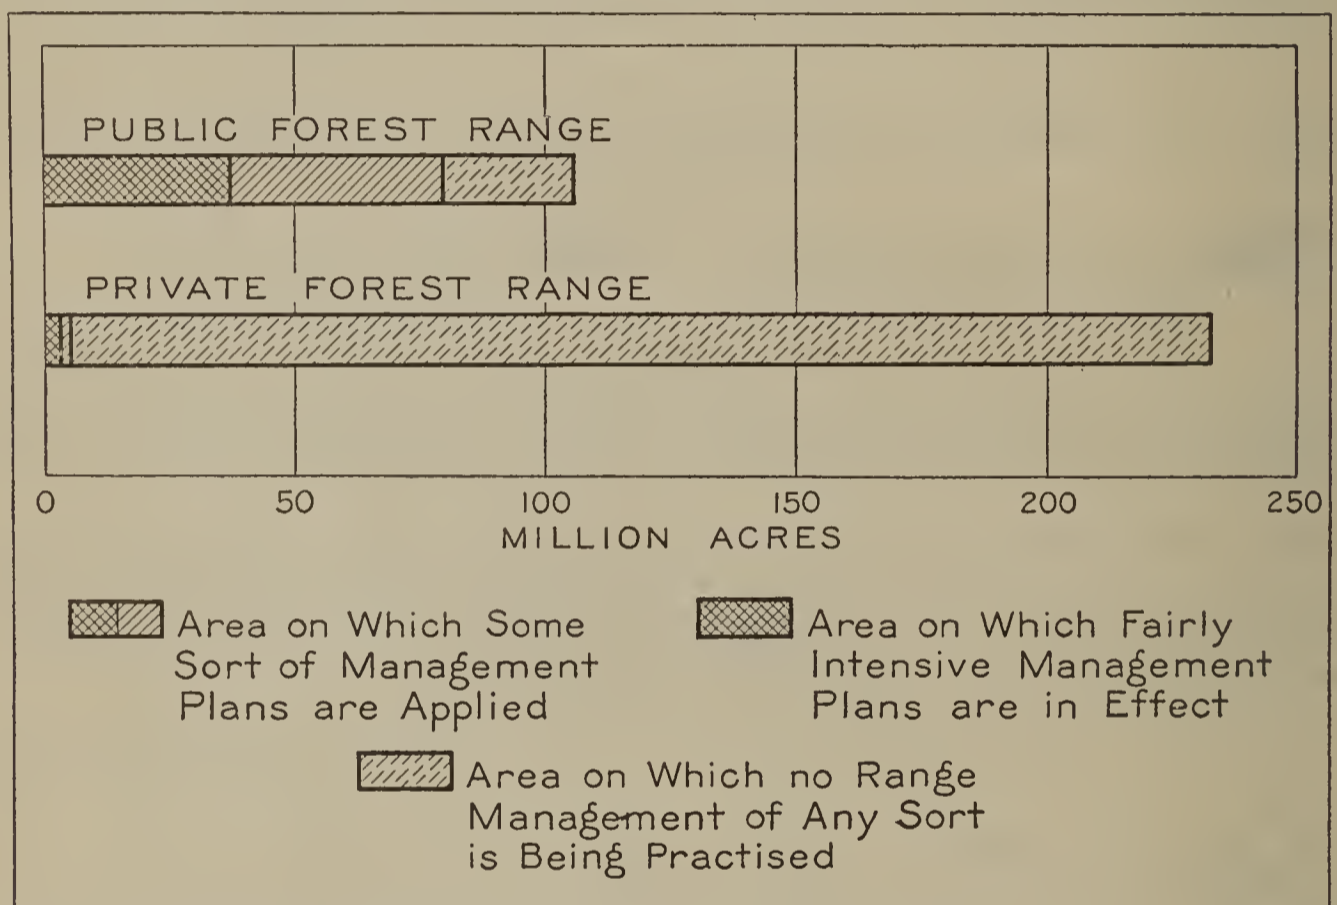 PUBLIC FOREST RANGE
PRIVATE FOREST RANGE
0 50 100 150 200 250
MILLION ACRES
Area on Which Some
Sort of Management
Plans are Applied
Area on Which Fairly
Intensive Management
Plans are in Effect
Area on Which no Range
Management of Any Sort
is Being Practised